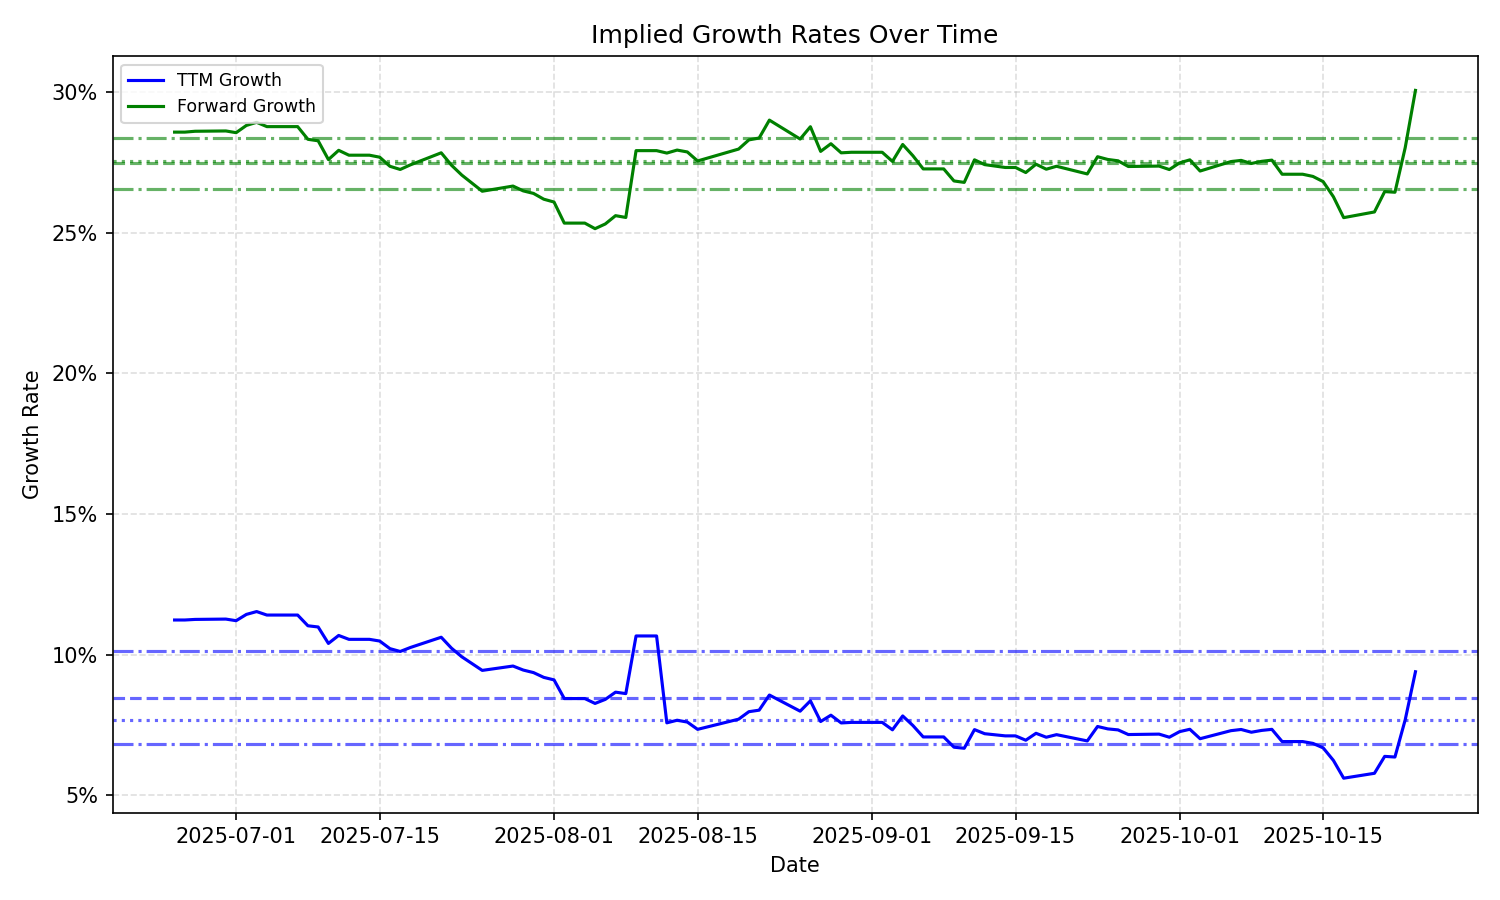 Implied Growth Rates Over Time
TTM Growth
Forward Growth
30%
25%
20%
15%
10%
5%
Growth Rate
2025-07-01 2025-07-15 2025-08-01 2025-08-15 2025-09-01 2025-09-15 2025-10-01 2025-10-15
Date